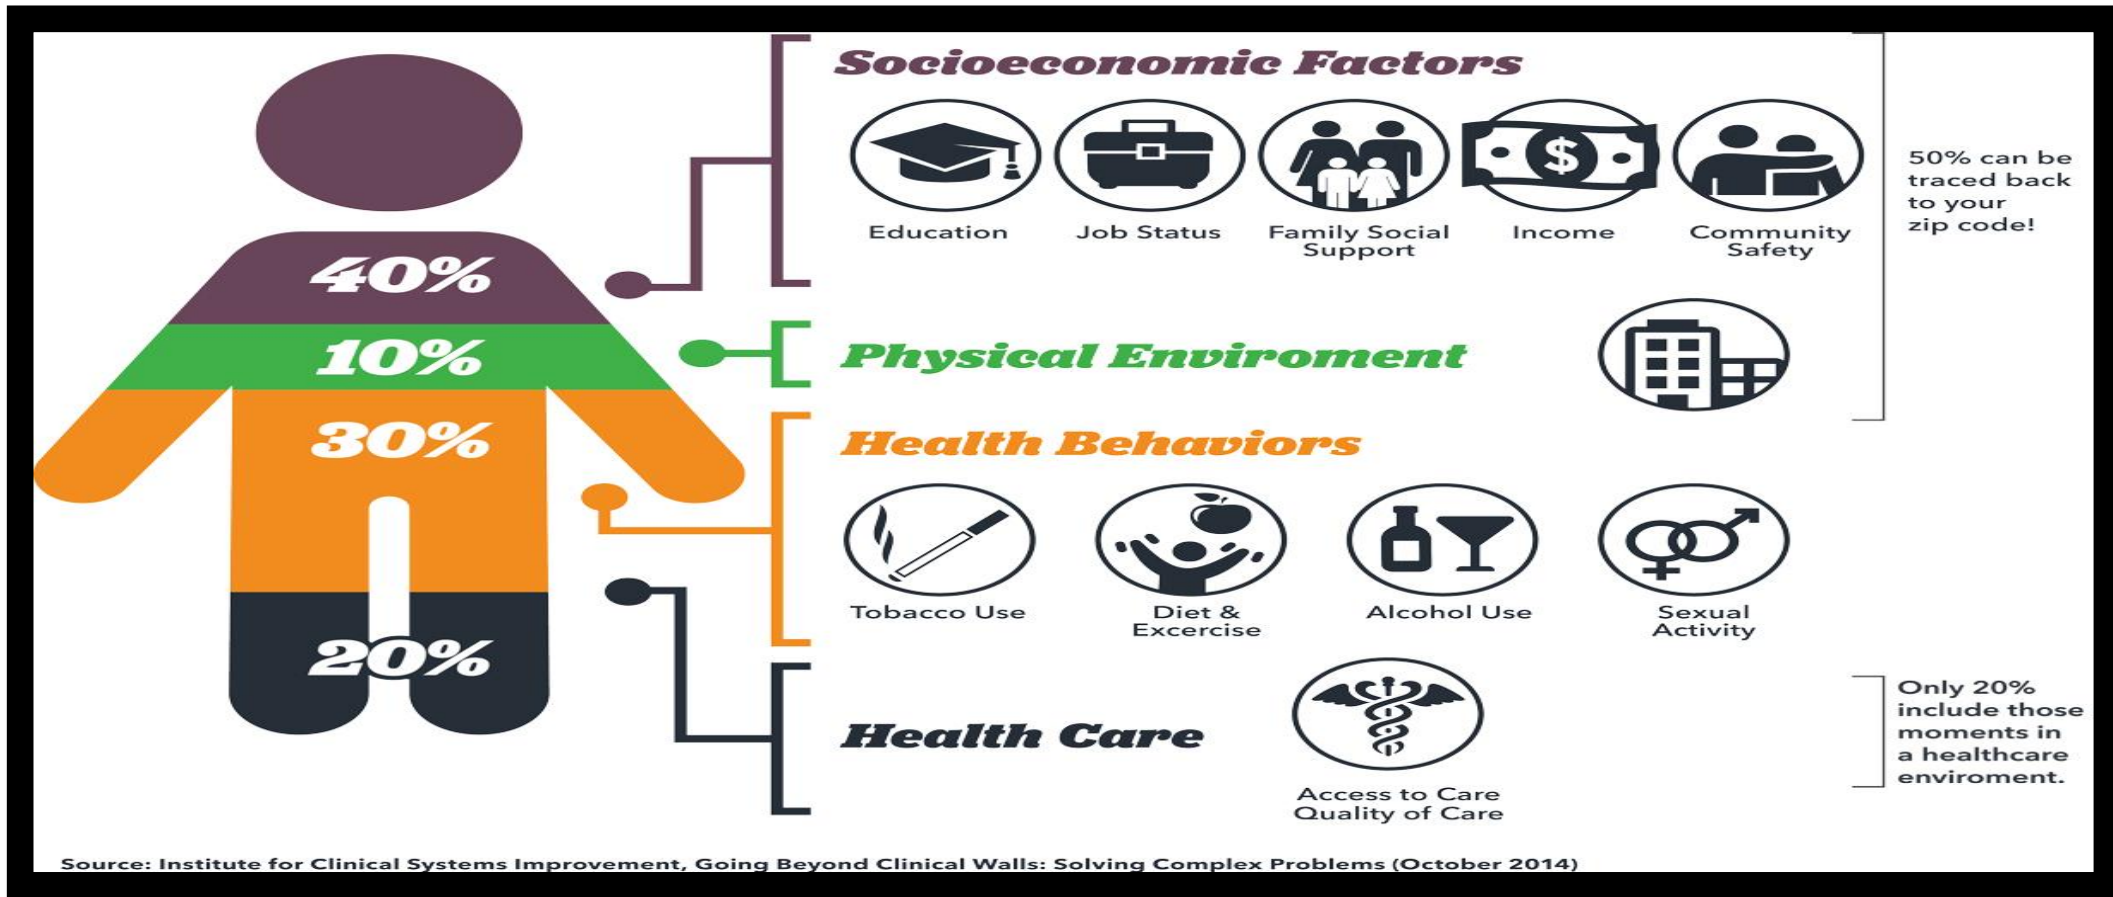 Socioeconomic Factors
Education
Job Status
Family Social
Support
Income
Community
Safety
50% can be
traced back
to your
zip code!
40%
10%
Physical Enviroment
30%
Health Behaviors
Tobacco Use
Diet &
Excercise
Alcohol Use
Sexual
Activity
20%
Health Care
Access to Care
Quality of Care
Only 20%
include those
moments in
a healthcare
enviroment.
Source: Institute for Clinical Systems Improvement, Going Beyond Clinical Walls: Solving Complex Problems (October 2014)